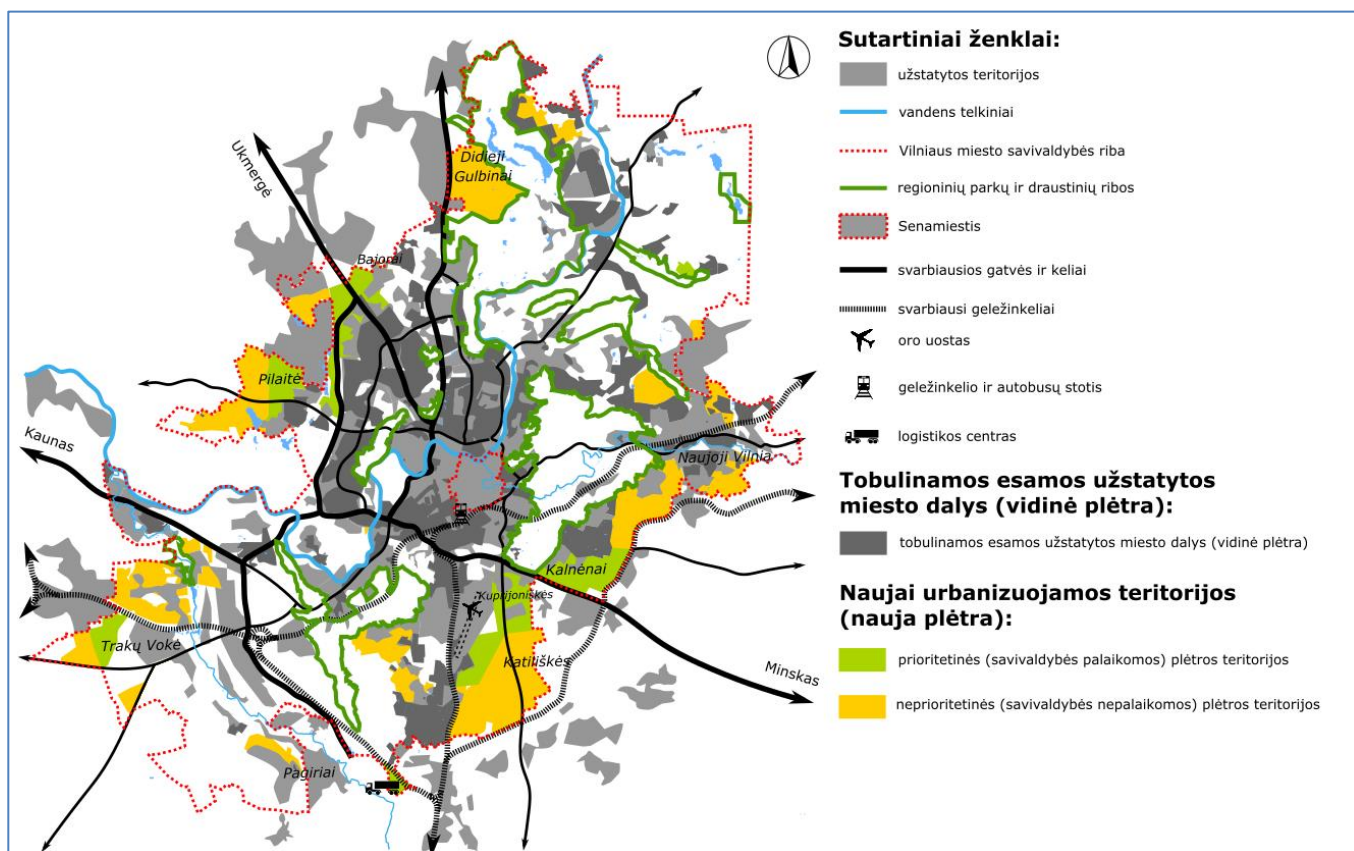 Sutartiniai ženklai:
užstatytos teritorijos
vandens telkiniai
Vilniaus miesto savivaldybės riba
regioninių parkų ir draustinių ribos
Senamiestis
svarbiausios gatvės ir keliai
svarbiausi geležinkeliai
oro uostas
geležinkelio ir autobusų stotis
logistikos centras
Tobulinamos esamos užstatytos
miesto dalys (vidinė plėtra):
tobulinamos esamos užstatytos miesto dalys (vidinė plėtra)
Naujai urbanizuojamos teritorijos
(nauja plėtra):
prioritetinės (savivaldybės palaikomos) plėtros teritorijos
neprioritetinės (savivaldybės nepalaikomos) plėtros teritorijos
Ukmergė
Didieji
Gulbinai
Bajorai
Pilaitė
Kaunas
Naujoji Vilnia
Kalnėnai
Kuprijoniškės
Trakų Vokė
Katiliškės
Minskas
Pagiriai